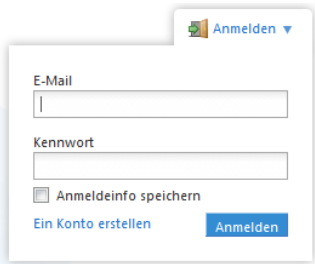 Anmelden
E-Mail
Kennwort
Anmeldeinfo speichern
Ein Konto erstellen
Anmelden